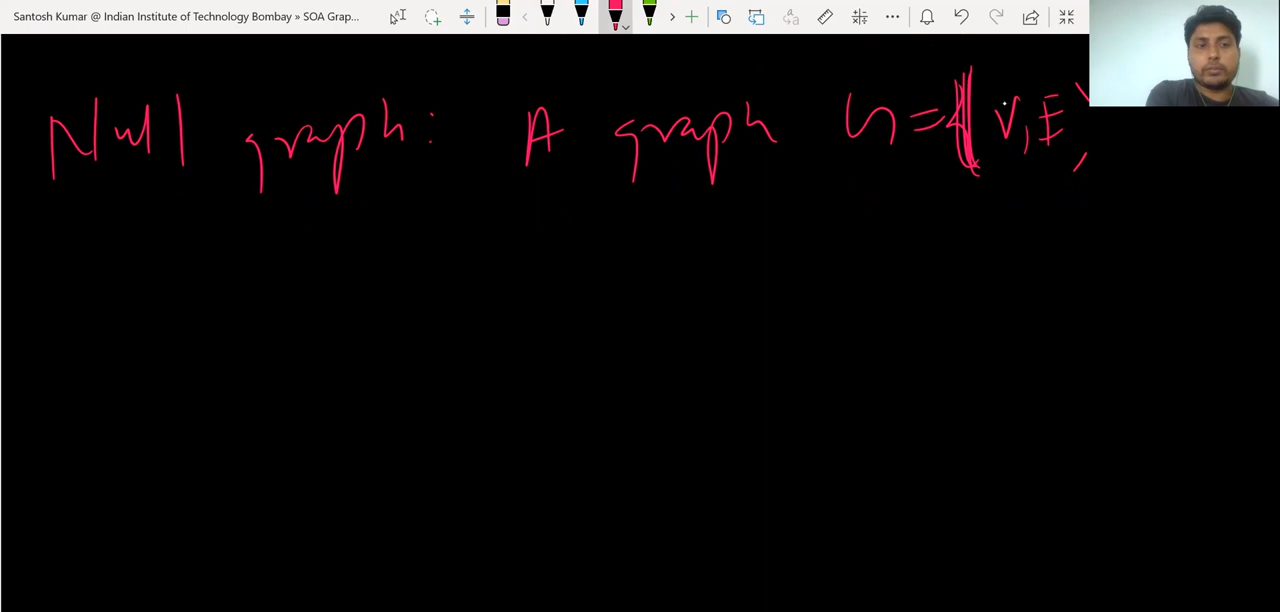 Santosh Kumar @ Indian Institute of Technology Bombay » SOA Grap...
Null graph: A graph G = (V, E)